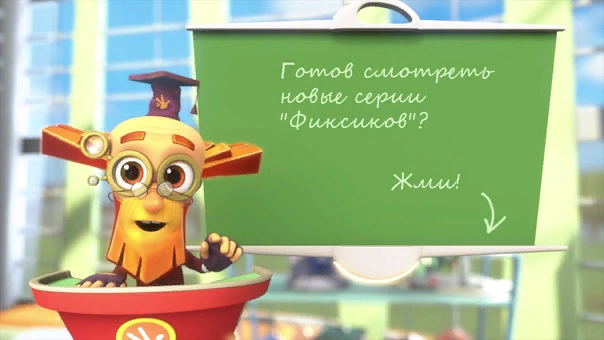 Готов смотреть
новые серии
"Фиксиков"?
Жми!